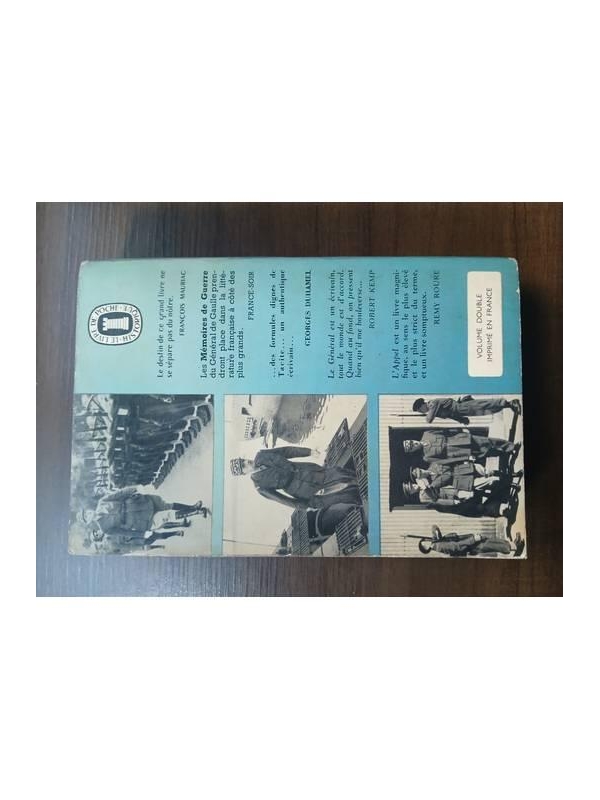 TEXTE INTEGRAL
LE LIVRE DE POCHE
Le destin de ce grand livre ne
se sépare pas du nôtre.
FRANÇOIS MAURIAC
Les Mémoires de Guerre
du Général de Gaulle pren-
dront place dans la litté-
rature française à côté des
plus grands.
FRANCE-SOIR
...des formules dignes de
Tacite... un authentique
écrivain...
GEORGES DUHAMEL
Le Général est un écrivain,
tout le monde est d'accord.
Quand au fond, on pressent
bien qu'il me bouleverse...
ROBERT KEMP
L'Appel est un livre magni-
fique, au sens le plus élevé
et le plus strict du terme,
et un livre somptueux.
REMY ROURE
VOLUME DOUBLE
IMPRIMÉ EN FRANCE